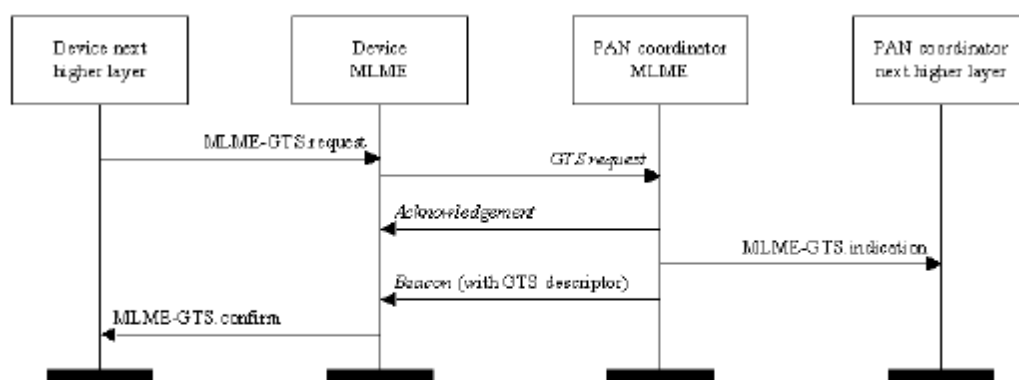 Device next
higher layer
Device
MLME
PAN coordinator
MLME
PAN coordinator
next higher layer
MLME-GTS.request
GTS request
Acknowledgement
MLME-GTS.indication
Beacon (with GTS descriptor)
MLME-GTS.confirm